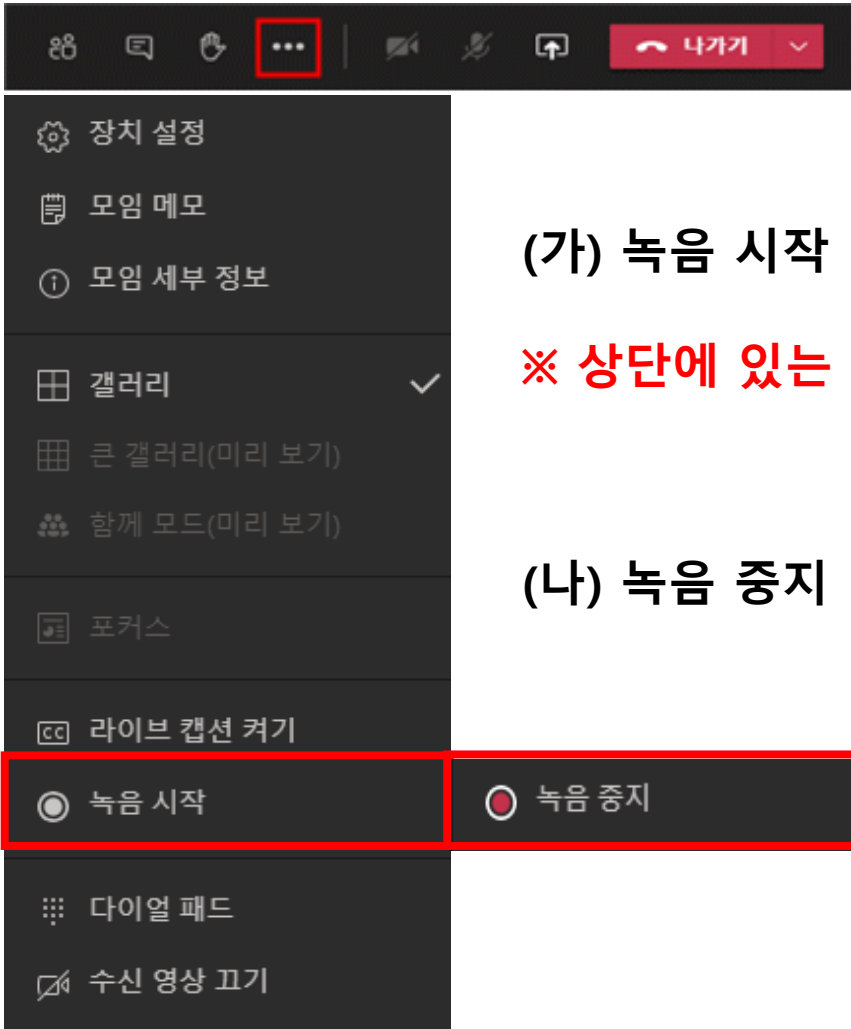 나가기
장치 설정
모임 메모
모임 세부 정보
(가) 녹음 시작
갤러리
※ 상단에 있는
큰 갤러리(미리 보기)
함께 모드(미리 보기)
(나) 녹음 중지
포커스
CC 라이브 캡션 켜기
녹음 시작
녹음 중지
다이얼 패드
수신 영상 끄기